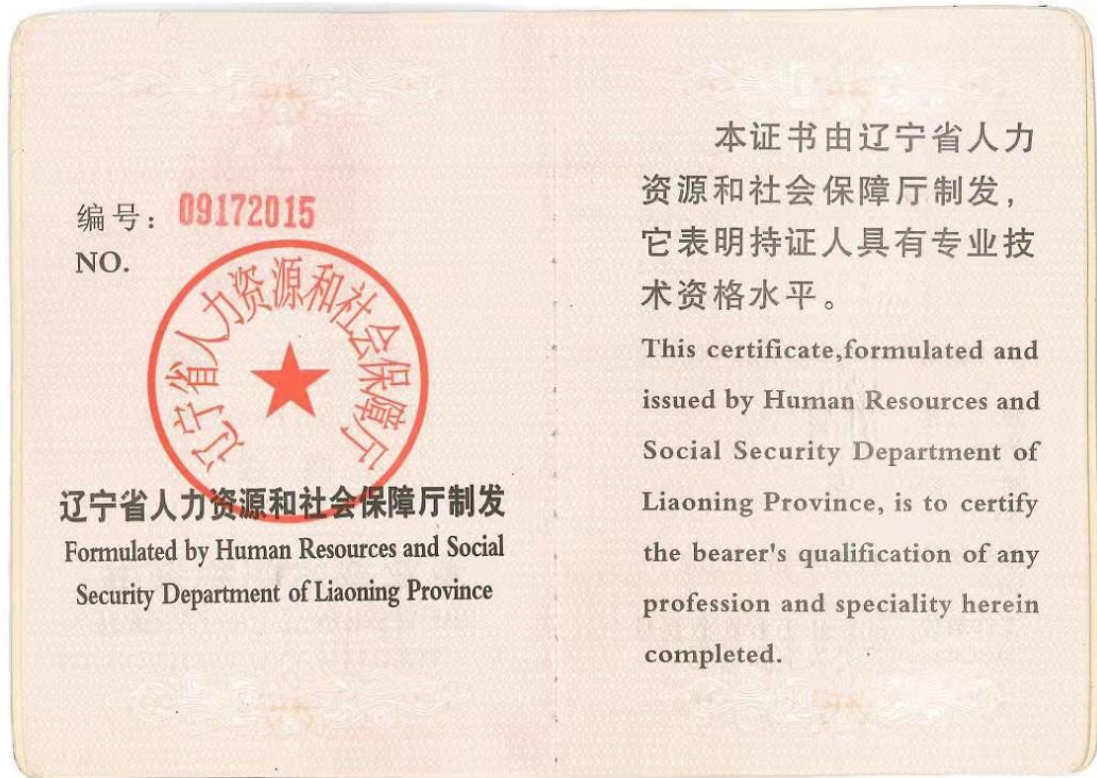 编号：09172015
NO.
辽宁省人力资源和社会保障厅
辽宁省人力资源和社会保障厅制发
Formulated by Human Resources and Social
Security Department of Liaoning Province
本证书由辽宁省人力
资源和社会保障厅制发，
它表明持证人具有专业技
术资格水平。
This certificate,formulated and
issued by Human Resources and
Social Security Department of
Liaoning Province, is to certify
the bearer's qualification of any
profession and speciality herein
completed.